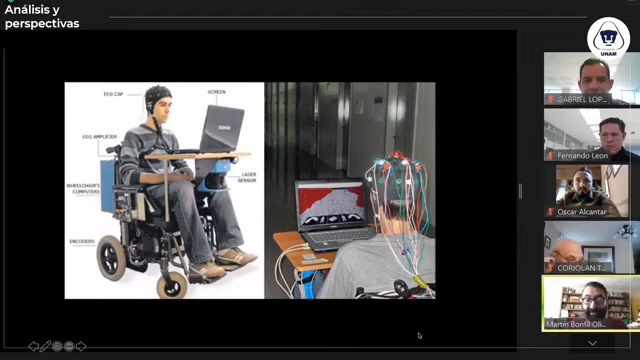 Análisis y
perspectivas
UNAM
EEG CAP
SCREEN
EEG AMPLIFIER
LASER
SENSOR
WHEELCHAIR'S
COMPUTERS
ENCODERS
GABRIEL LOP...
Fernando Leon
Oscar Alcantar
CORIOLAN T...
Martín Bonfil Oli...